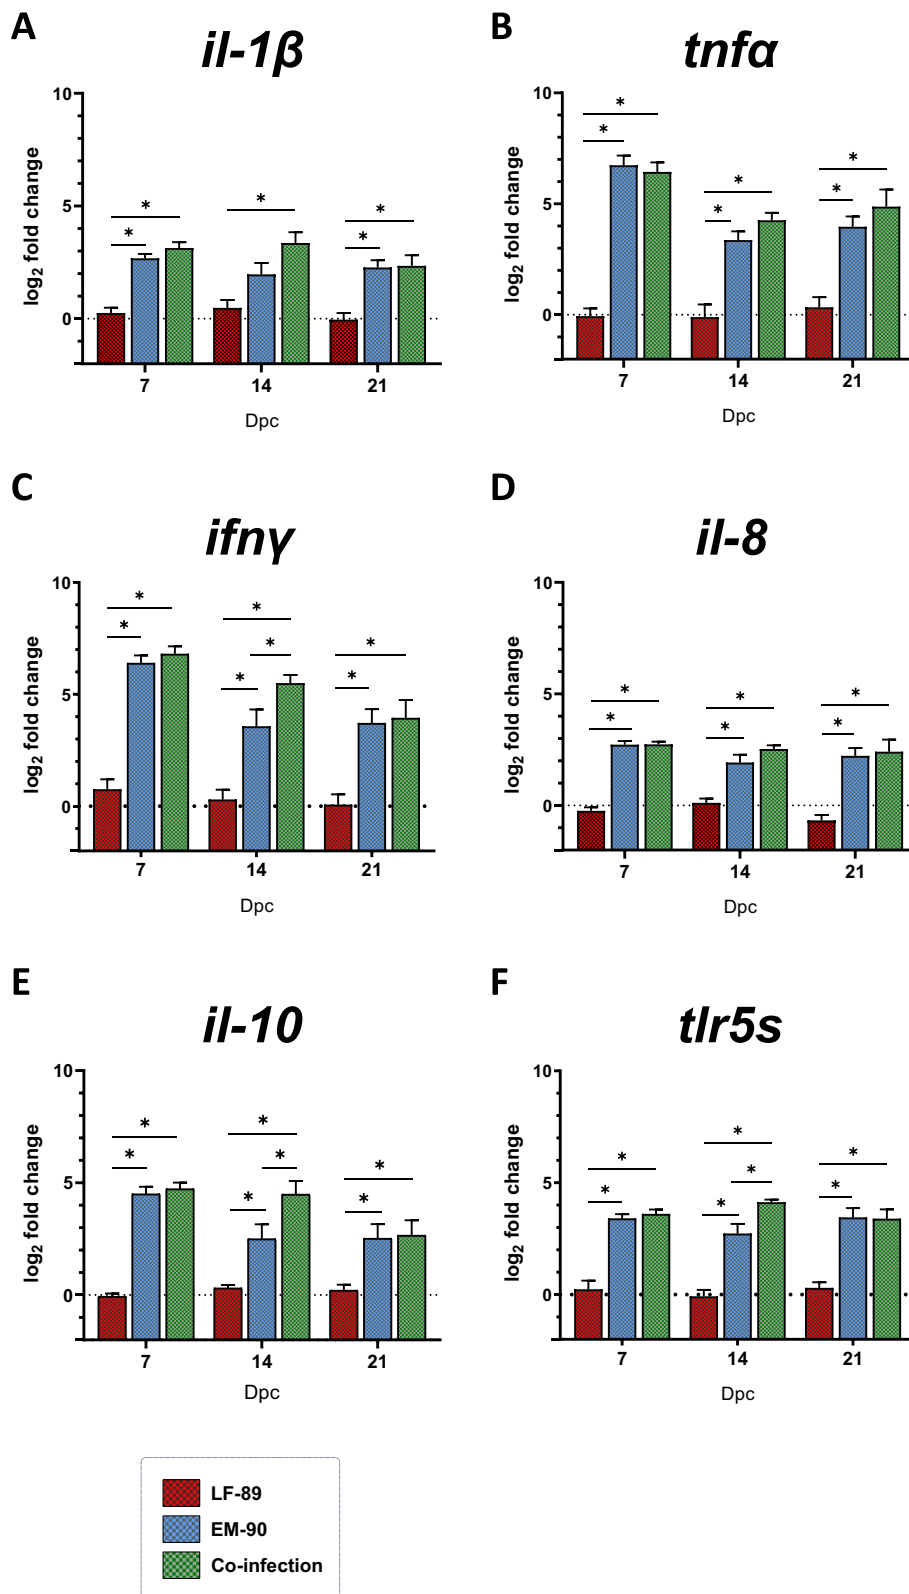 A
il-1β
log2 fold change
10
5
0
*
*
*
*
*
7
14
21
Dpc
B
tnfα
log2 fold change
10
5
0
*
*
*
*
*
*
7
14
21
Dpc
C
ifnγ
log2 fold change
10
5
0
*
*
*
*
*
*
*
7
14
21
Dpc
D
il-8
log2 fold change
10
5
0
*
*
*
*
*
*
7
14
21
Dpc
E
il-10
log2 fold change
10
5
0
*
*
*
*
*
*
*
7
14
21
Dpc
F
tlr5s
log2 fold change
10
5
0
*
*
*
*
*
*
*
7
14
21
Dpc
LF-89
EM-90
Co-infection